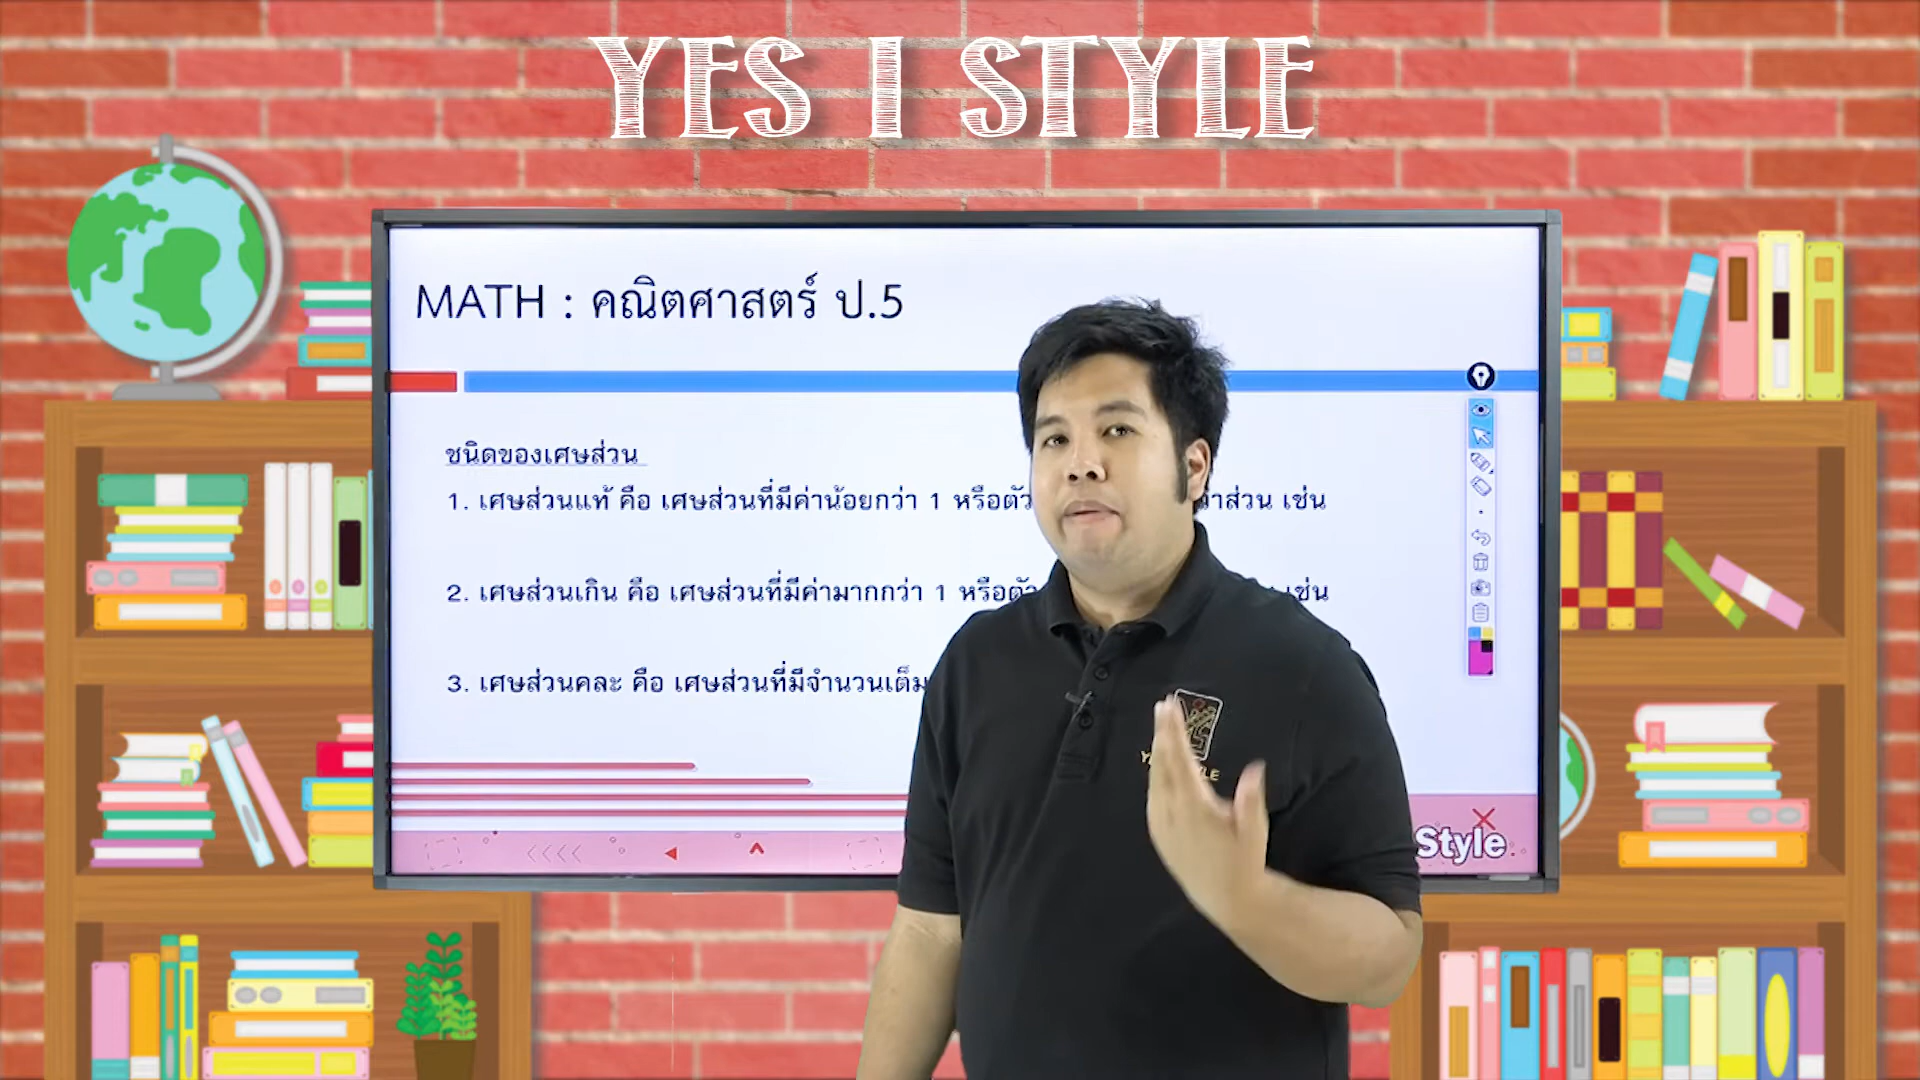 YES I STYLE
MATH : คณิตศาสตร์ ป.5
ชนิดของเศษส่วน
1. เศษส่วนแท้ คือ เศษส่วนที่มีค่าน้อยกว่า 1 หรือตัว ส่วน เช่น
2. เศษส่วนเกิน คือ เศษส่วนที่มีค่ามากกว่า 1 หรือตัว เช่น
3. เศษส่วนคละ คือ เศษส่วนที่มีจำนวนเต็ม
Style